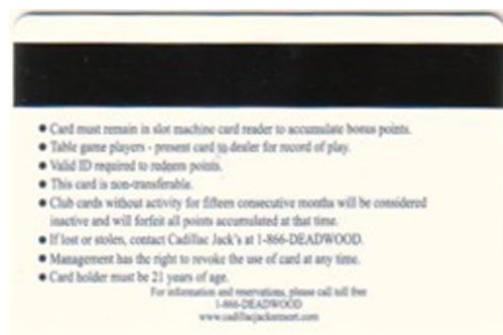 ● Card must remain in slot machine card reader to accumulate bonus points.
● Table game players - present card to dealer for record of play.
● Valid ID required to redeem points.
● This card is non-transferable.
● Club cards without activity for fifteen consecutive months will be considered
inactive and will forfeit all points accumulated at that time.
● If lost or stolen, contact Cadillac Jack's at 1-866-DEADWOOD.
● Management has the right to revoke the use of card at any time.
● Card holder must be 21 years of age.
For information and reservations, please call toll free
1-866-DEADWOOD
www.cadillacjacksresort.com